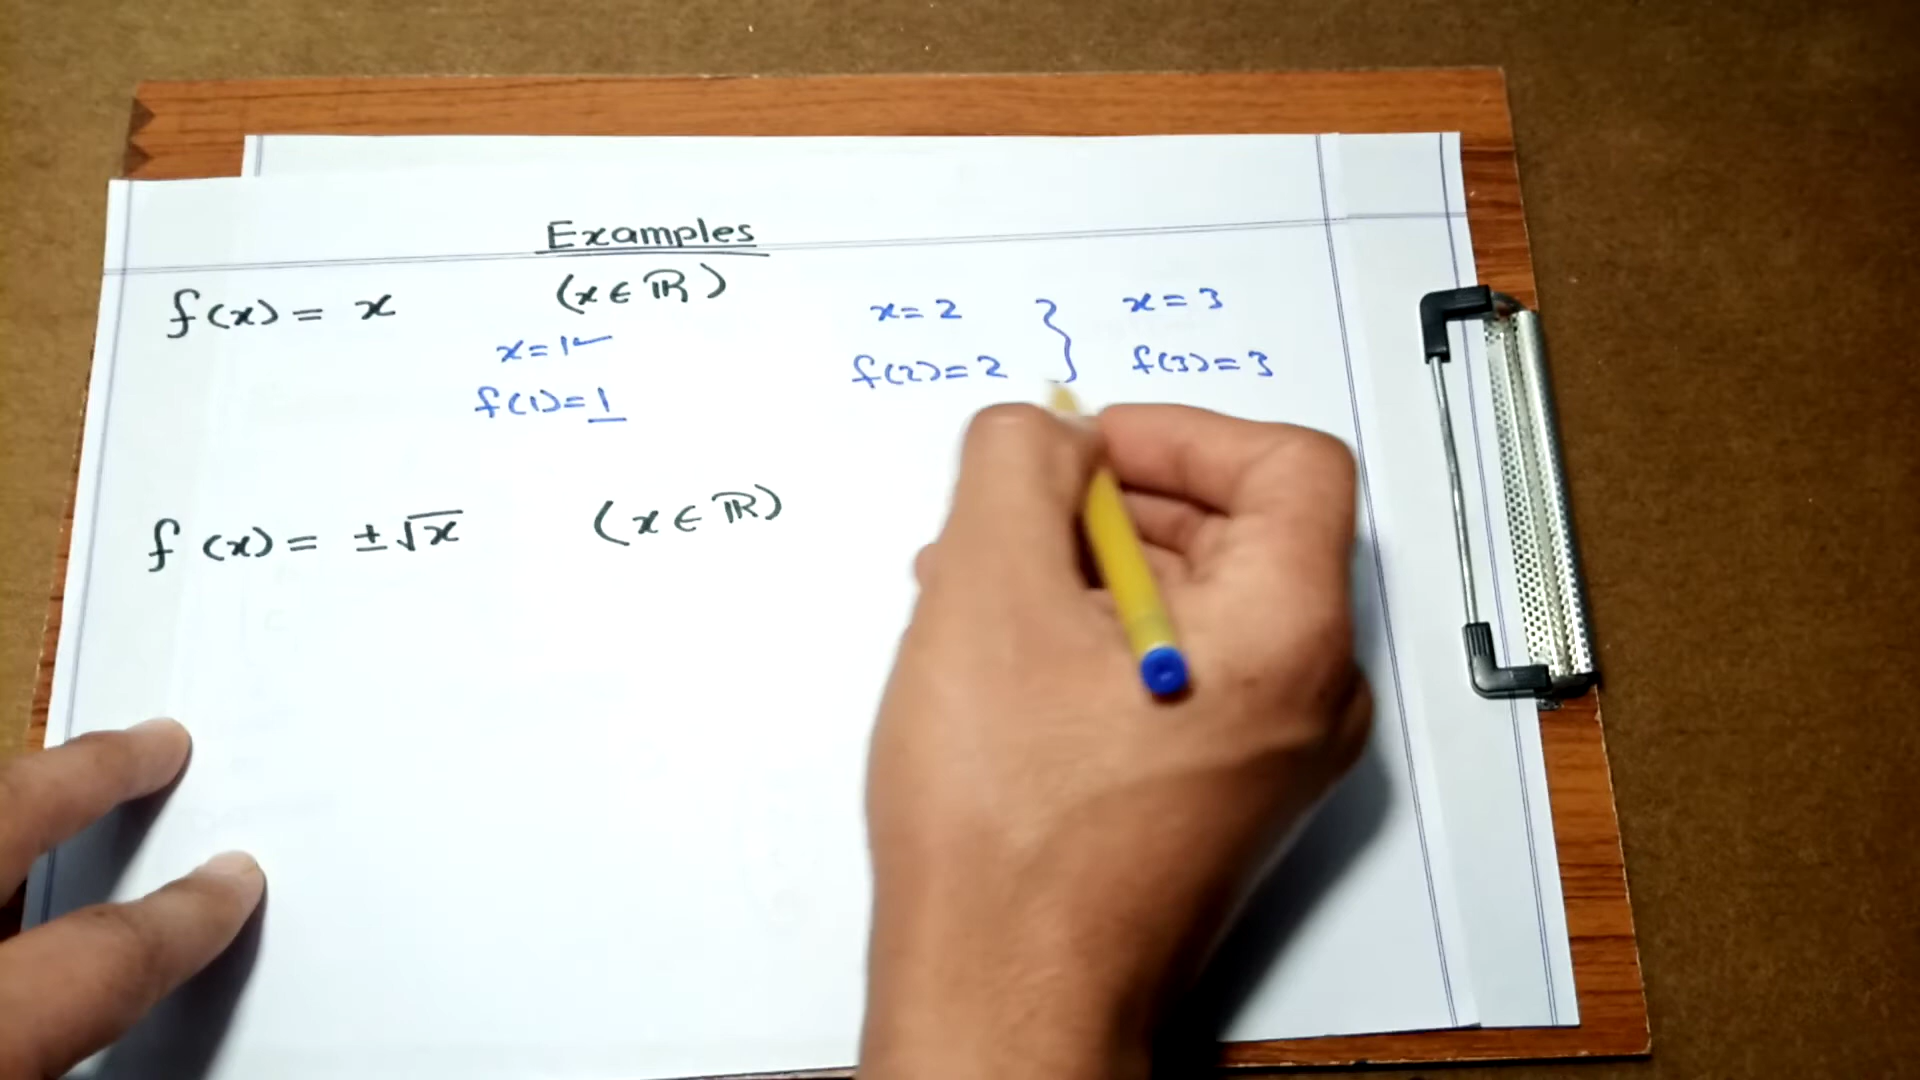 Examples
f(x) = x (x ∈ ℝ)
x = 1
f(1) = 1
x = 2
f(2) = 2
}
x = 3
f(3) = 3
f (x) = ±√x (x ∈ ℝ)